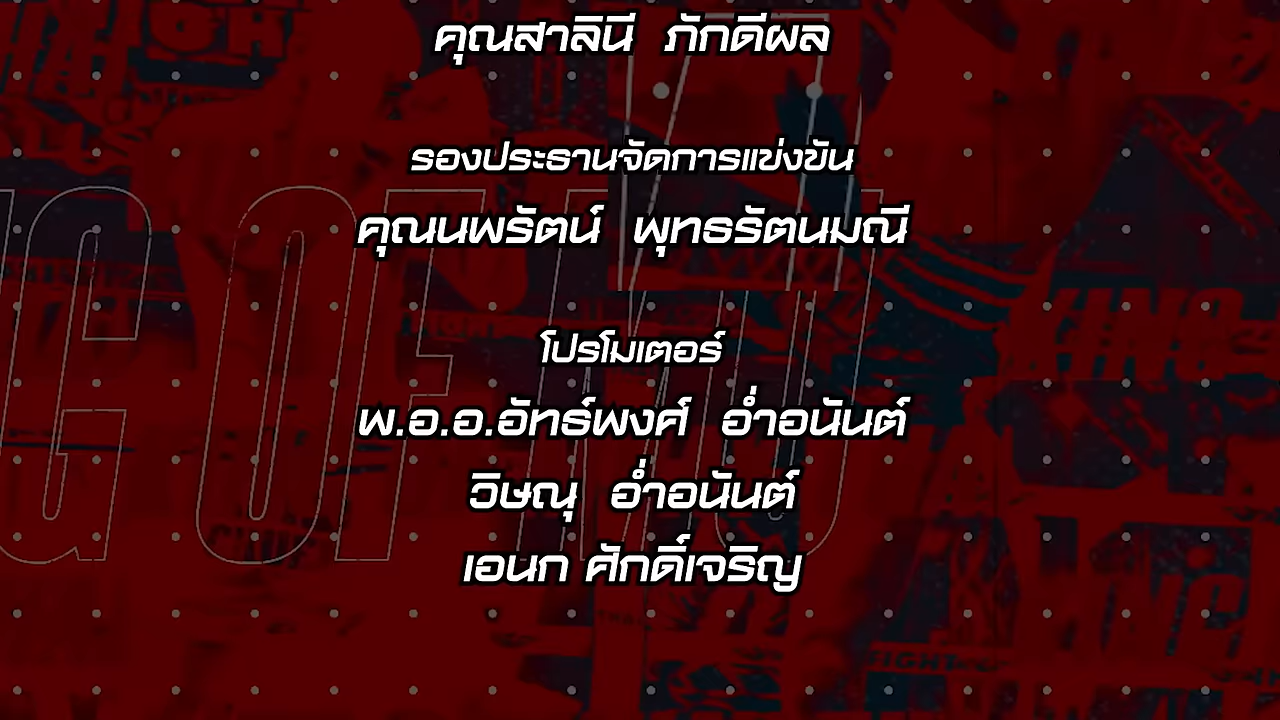 คุณสาลินี ภักดีผล
รองประธานจัดการแข่งขัน
คุณนพรัตน์ พุทธรัตนมณี
โปรโมเตอร์
พ.อ.อ.อัทธ์พงศ์ อ่ำอนันต์
วิษณุ อ่ำอนันต์
เอนก ศักดิ์เจริญ